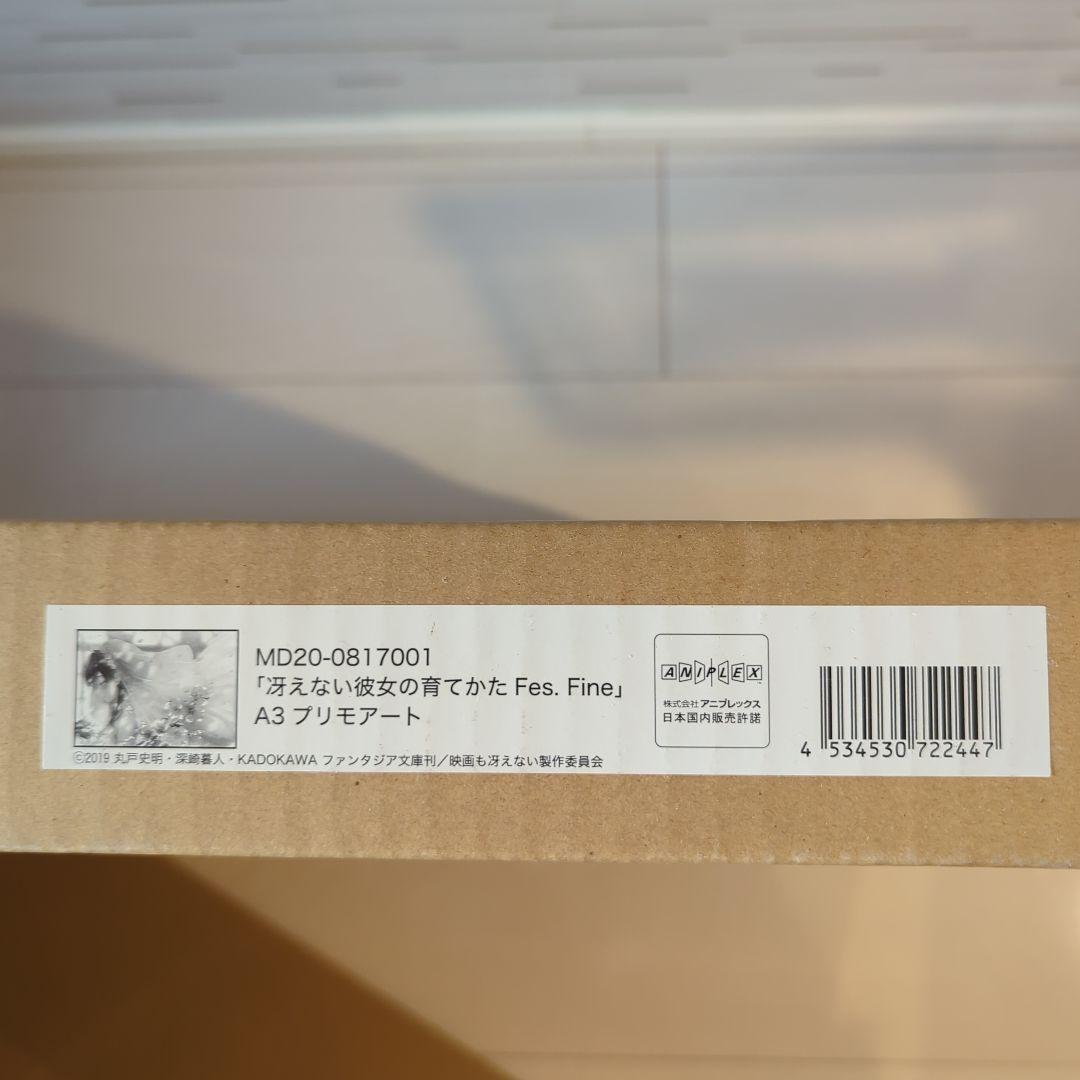 MD20-0817001
「冴えない彼女の育てかた Fes. Fine」
A3 プリモアート
©2019 丸戸史明・深崎暮人・KADOKAWA ファンタジア文庫刊／映画も冴えない製作委員会
ANIPLEX
株式会社 アニプレックス
日本国内販売許諾
4 534530 722447